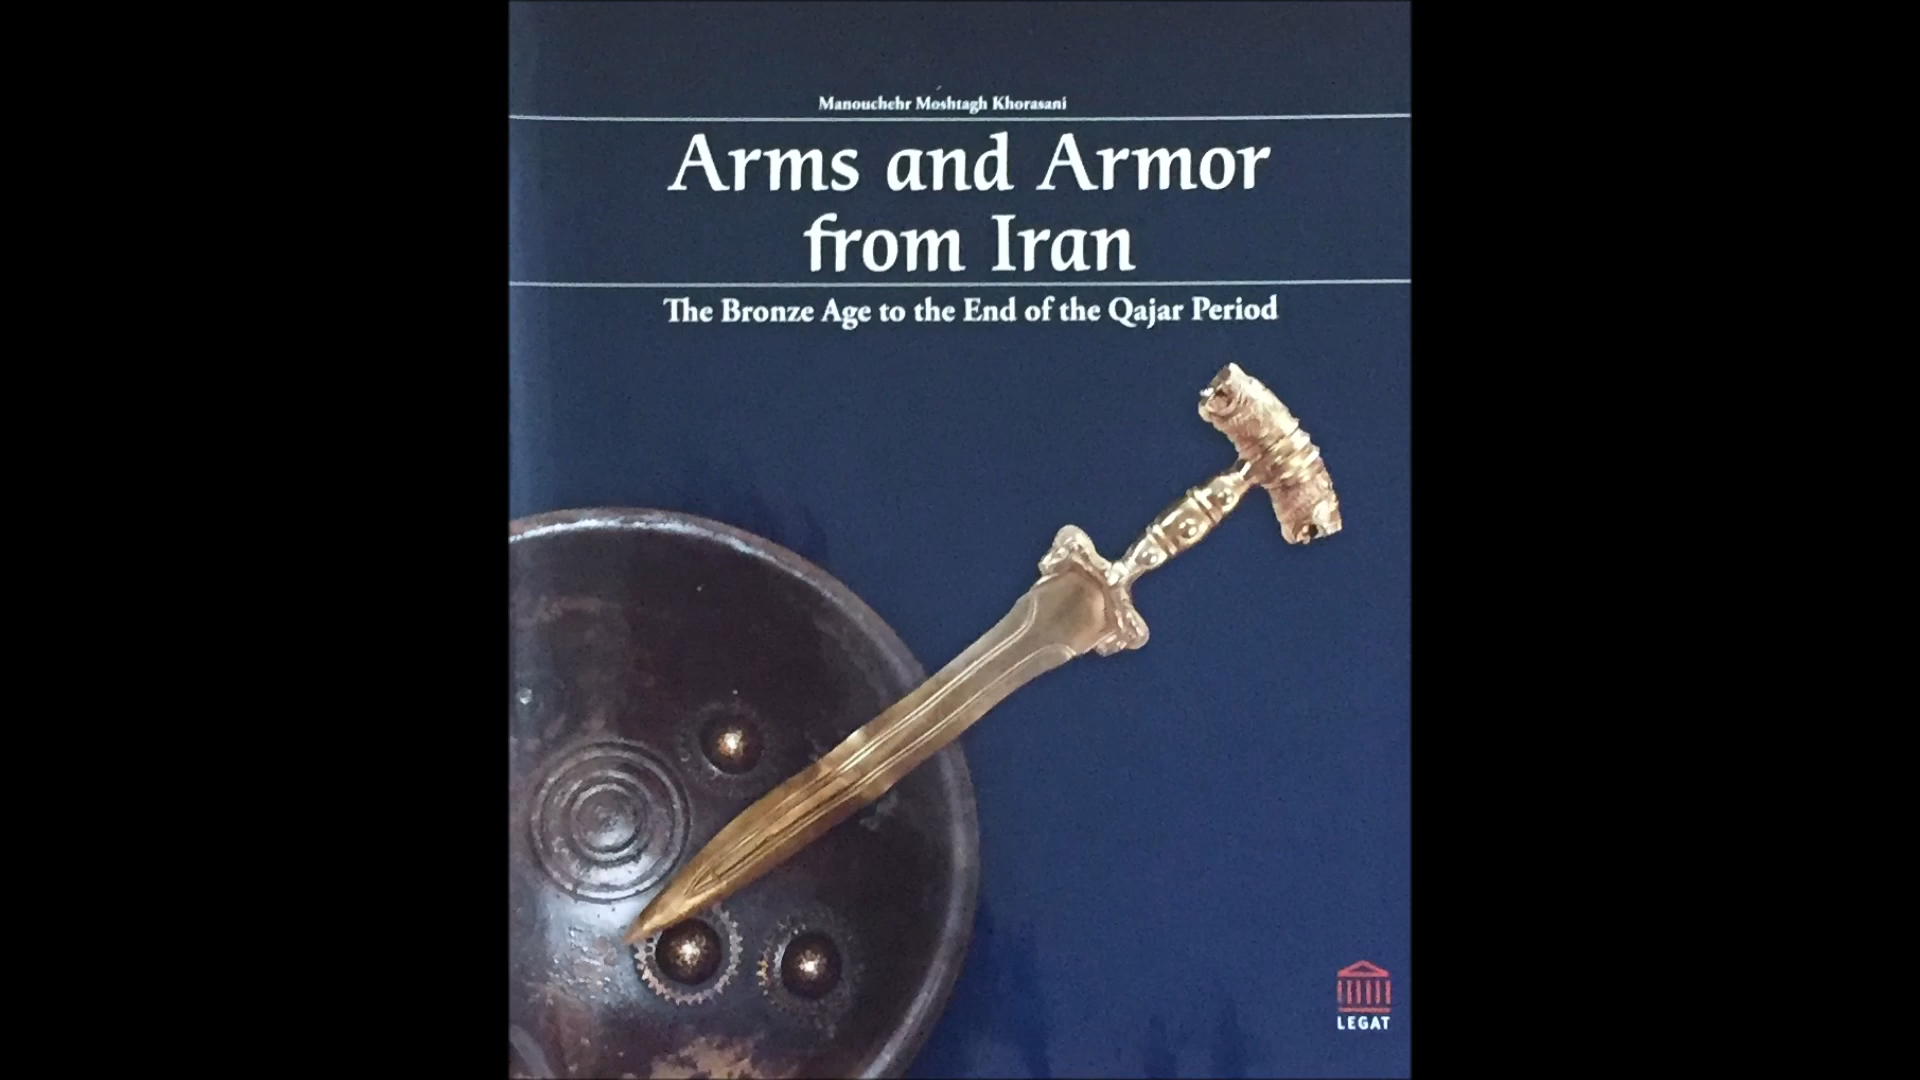 Manouchehr Moshtagh Khorasani
Arms and Armor
from Iran
The Bronze Age to the End of the Qajar Period
LEGAT